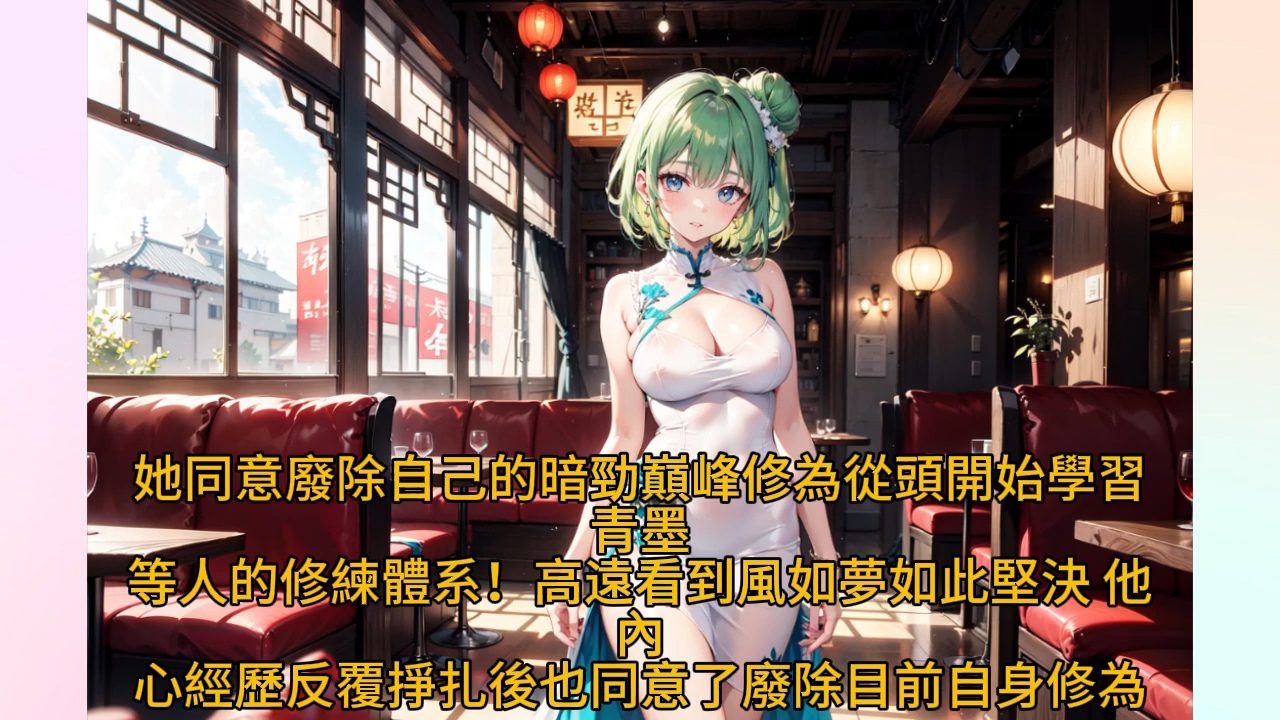 她同意廢除自己的暗勁巔峰修為從頭開始學習
青墨
等人的修練體系！高遠看到風如夢如此堅決 他
內
心經歷反覆掙扎後也同意了廢除目前自身修為